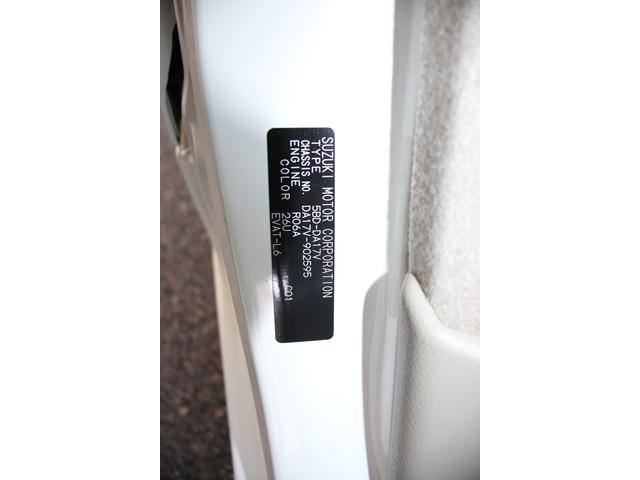 SUZUKI MOTOR CORPORATION
TYPE 5BD-DA17V
CHASSIS NO. DA17V-902595
ENGINE R06A
COLOR 26U C01
EVAT-L6